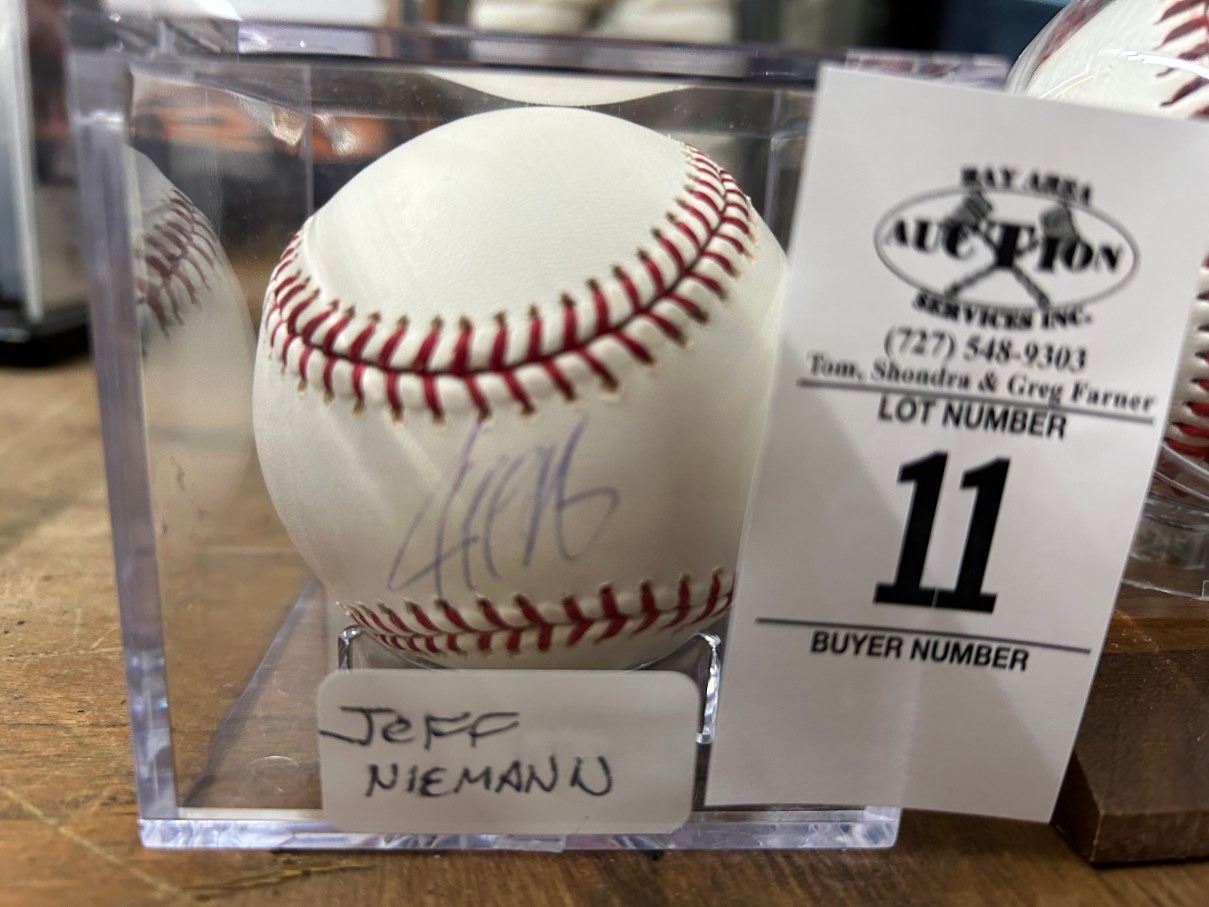 JeFF
NIEMANN
BAY AREA
AUCTION
SERVICES INC.
(727) 548-9303
Tom, Shondra & Greg Farner
LOT NUMBER
11
BUYER NUMBER